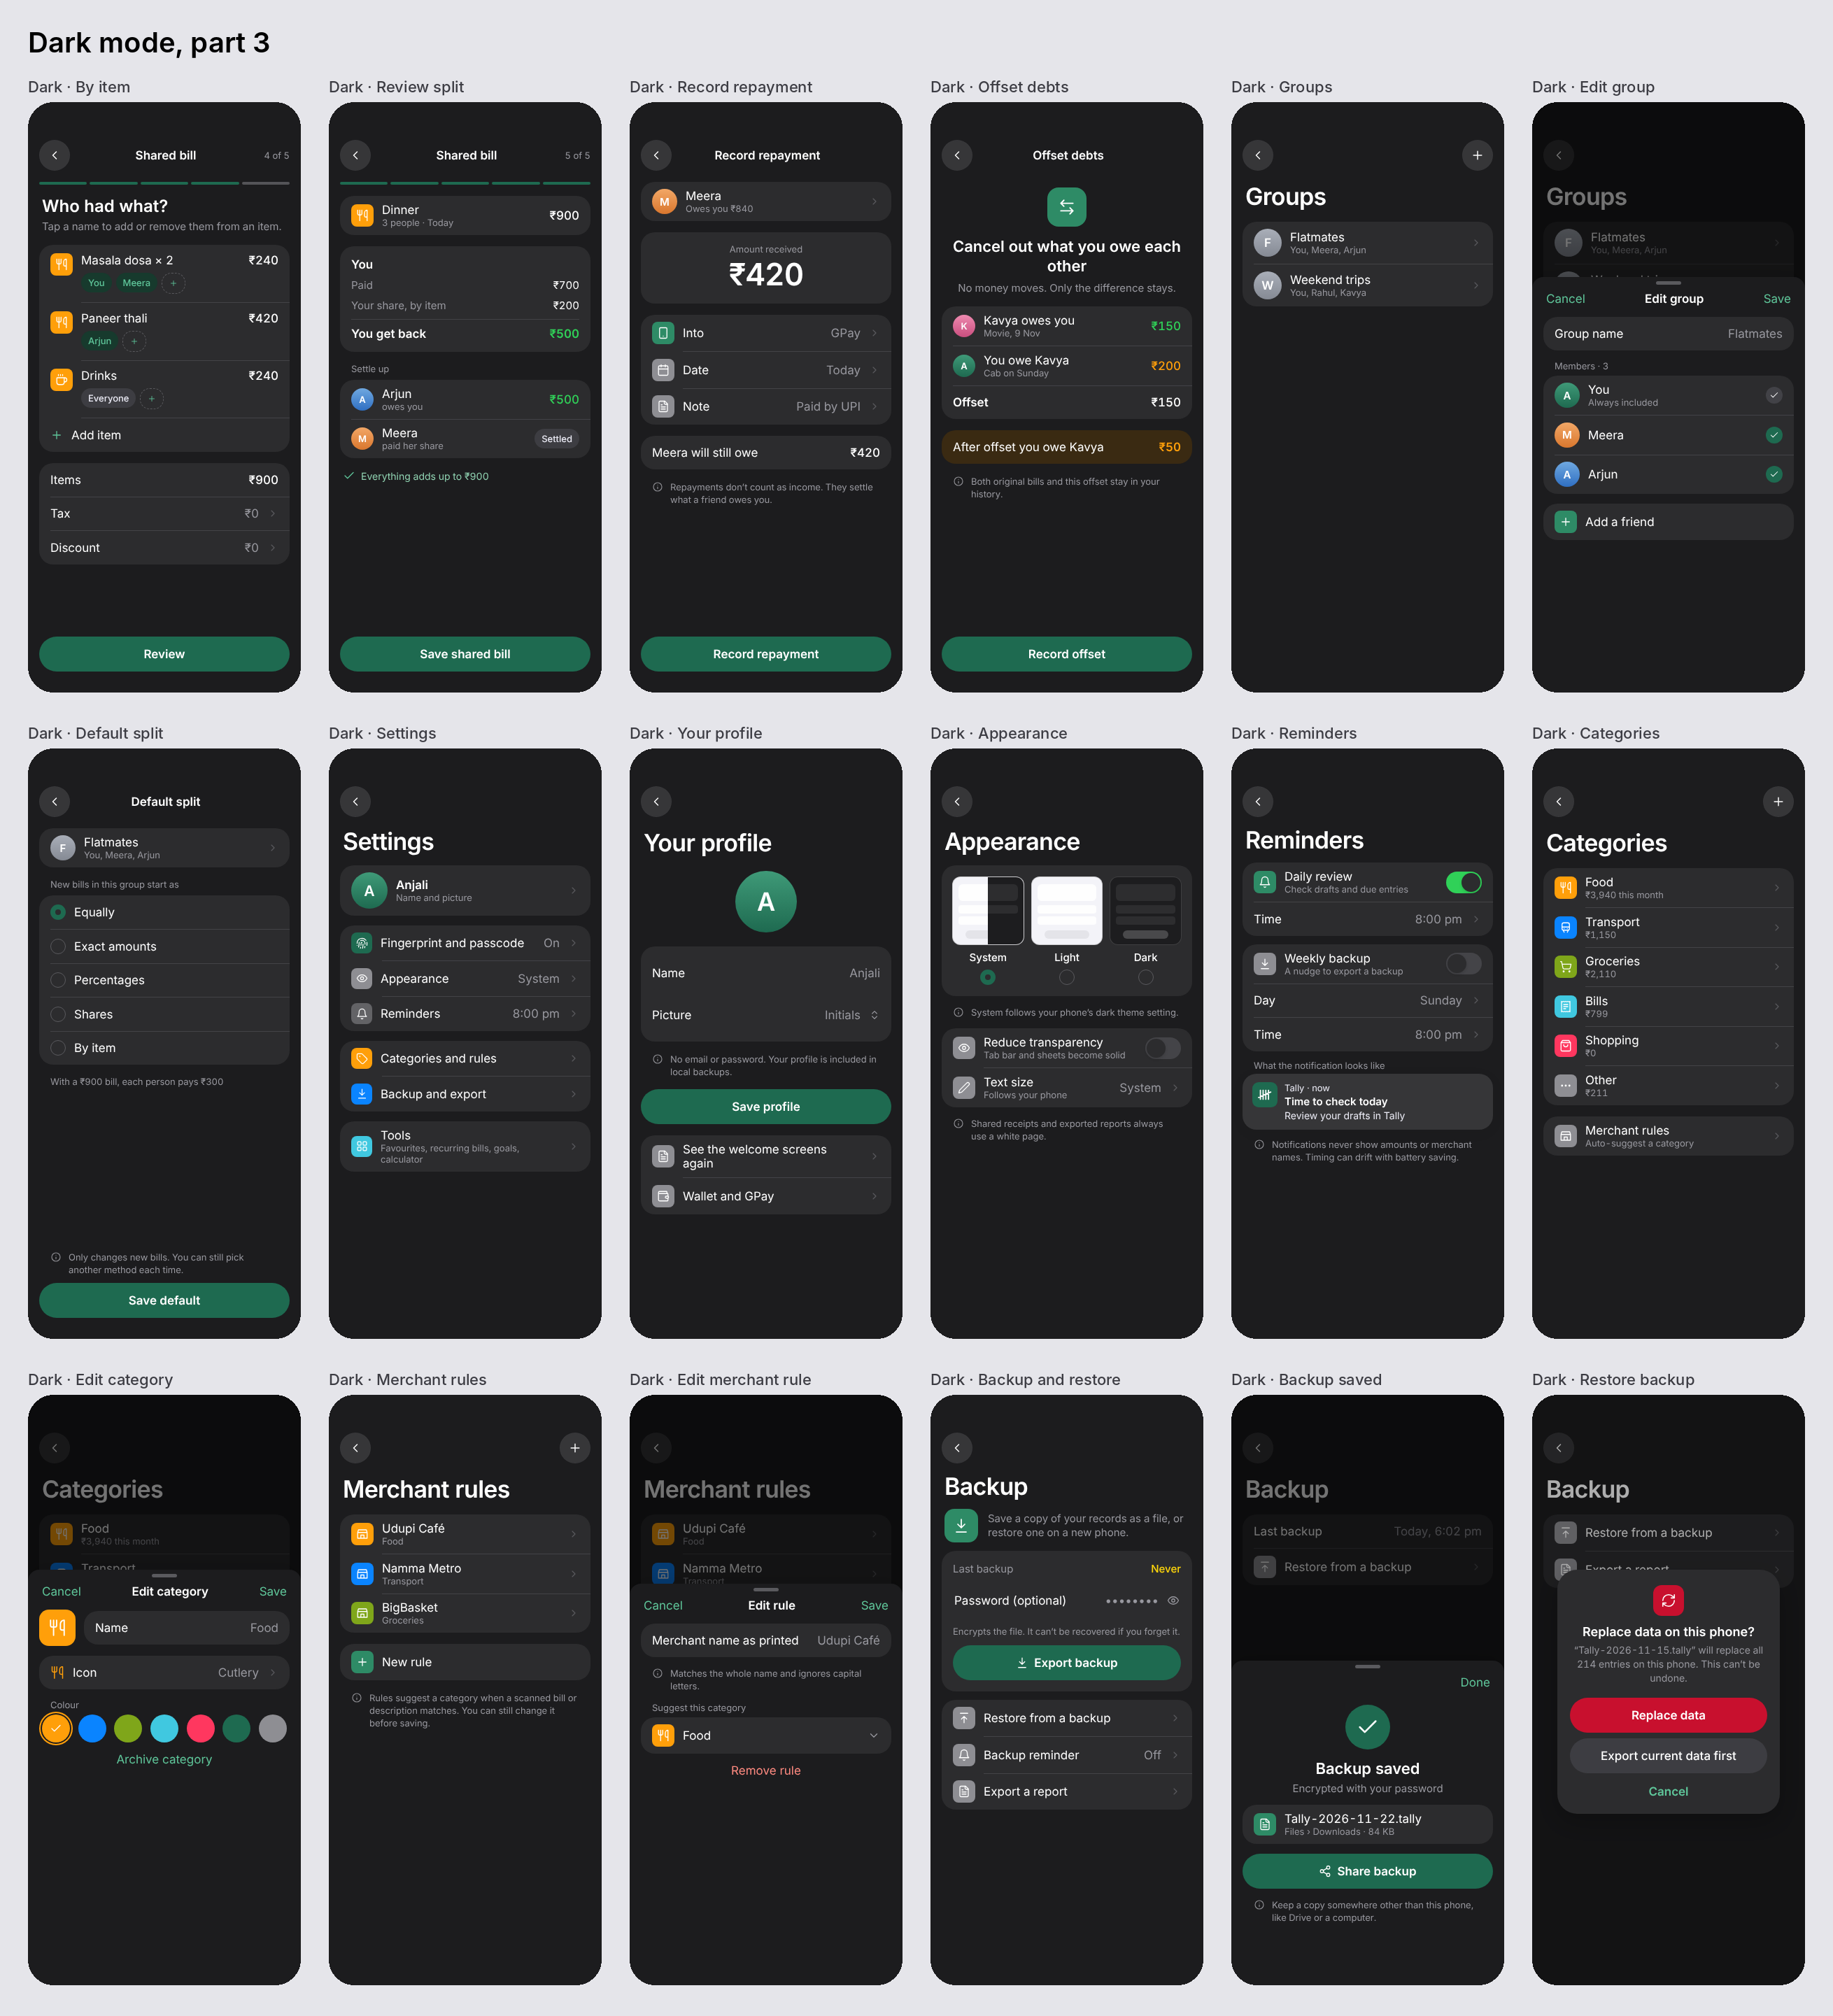 Dark mode, part 3
Dark · By item
Shared bill
4 of 5
Who had what?
Tap a name to add or remove them from an item.
Masala dosa × 2
₹240
You
Meera
+
Paneer thali
₹420
Arjun
+
Drinks
₹240
Everyone
+
+ Add item
Items
₹900
Tax
₹0
Discount
₹0
Review
Dark · Review split
Shared bill
5 of 5
Dinner
₹900
3 people · Today
You
Paid
₹700
Your share, by item
₹200
You get back
₹500
Settle up
Arjun
owes you
₹500
Meera
paid her share
Settled
Everything adds up to ₹900
Save shared bill
Dark · Record repayment
Record repayment
M
Meera
Owes you ₹840
Amount received
₹420
Into
GPay
Date
Today
Note
Paid by UPI
Meera will still owe
₹420
Repayments don't count as income. They settle
what a friend owes you.
Record repayment
Dark · Offset debts
Offset debts
Cancel out what you owe each
other
No money moves. Only the difference stays.
K
Kavya owes you
Movie, 9 Nov
₹150
A
You owe Kavya
Cab on Sunday
₹200
Offset
₹150
After offset you owe Kavya
₹50
Both original bills and this offset stay in your
history.
Record offset
Dark · Groups
+
Groups
F
Flatmates
You, Meera, Arjun
W
Weekend trips
You, Rahul, Kavya
Dark · Edit group
Groups
F
Flatmates
You, Meera, Arjun
Cancel
Edit group
Save
Group name
Flatmates
Members · 3
A
You
Always included
M
Meera
A
Arjun
+ Add a friend
Dark · Default split
Default split
F
Flatmates
You, Meera, Arjun
New bills in this group start as
Equally
Exact amounts
Percentages
Shares
By item
With a ₹900 bill, each person pays ₹300
Only changes new bills. You can still pick
another method each time.
Save default
Dark · Settings
Settings
A
Anjali
Name and picture
Fingerprint and passcode
On
Appearance
System
Reminders
8:00 pm
Categories and rules
Backup and export
Tools
Favourites, recurring bills, goals,
calculator
Dark · Your profile
Your profile
A
Name
Anjali
Picture
Initials
No email or password. Your profile is included in
local backups.
Save profile
See the welcome screens
again
Wallet and GPay
Dark · Appearance
Appearance
System
Light
Dark
System follows your phone's dark theme setting.
Reduce transparency
Tab bar and sheets become solid
Text size
Follows your phone
System
Shared receipts and exported reports always
use a white page.
Dark · Reminders
Reminders
Daily review
Check drafts and due entries
Time
8:00 pm
Weekly backup
A nudge to export a backup
Day
Sunday
Time
8:00 pm
What the notification looks like
Tally · now
Time to check today
Review your drafts in Tally
Notifications never show amounts or merchant
names. Timing can drift with battery saving.
Dark · Categories
+
Categories
Food
₹3,940 this month
Transport
₹1,150
Groceries
₹2,110
Bills
₹799
Shopping
₹0
Other
₹211
Merchant rules
Auto-suggest a category
Dark · Edit category
Categories
Food
₹3,940 this month
Transport
Cancel
Edit category
Save
Name
Food
Icon
Cutlery
Colour
Archive category
Dark · Merchant rules
+
Merchant rules
Udupi Café
Food
Namma Metro
Transport
BigBasket
Groceries
+ New rule
Rules suggest a category when a scanned bill or
description matches. You can still change it
before saving.
Dark · Edit merchant rule
Merchant rules
Udupi Café
Food
Namma Metro
Transport
Cancel
Edit rule
Save
Merchant name as printed
Udupi Café
Matches the whole name and ignores capital
letters.
Suggest this category
Food
Remove rule
Dark · Backup and restore
Backup
Save a copy of your records as a file, or
restore one on a new phone.
Last backup
Never
Password (optional)
••••••••
Encrypts the file. It can't be recovered if you forget it.
Export backup
Restore from a backup
Backup reminder
Off
Export a report
Dark · Backup saved
Backup
Last backup
Today, 6:02 pm
Restore from a backup
Done
Backup saved
Encrypted with your password
Tally-2026-11-22.tally
Files › Downloads · 84 KB
Share backup
Keep a copy somewhere other than this phone,
like Drive or a computer.
Dark · Restore backup
Backup
Restore from a backup
Export a report
Replace data on this phone?
“Tally-2026-11-15.tally” will replace all
214 entries on this phone. This can't be
undone.
Replace data
Export current data first
Cancel